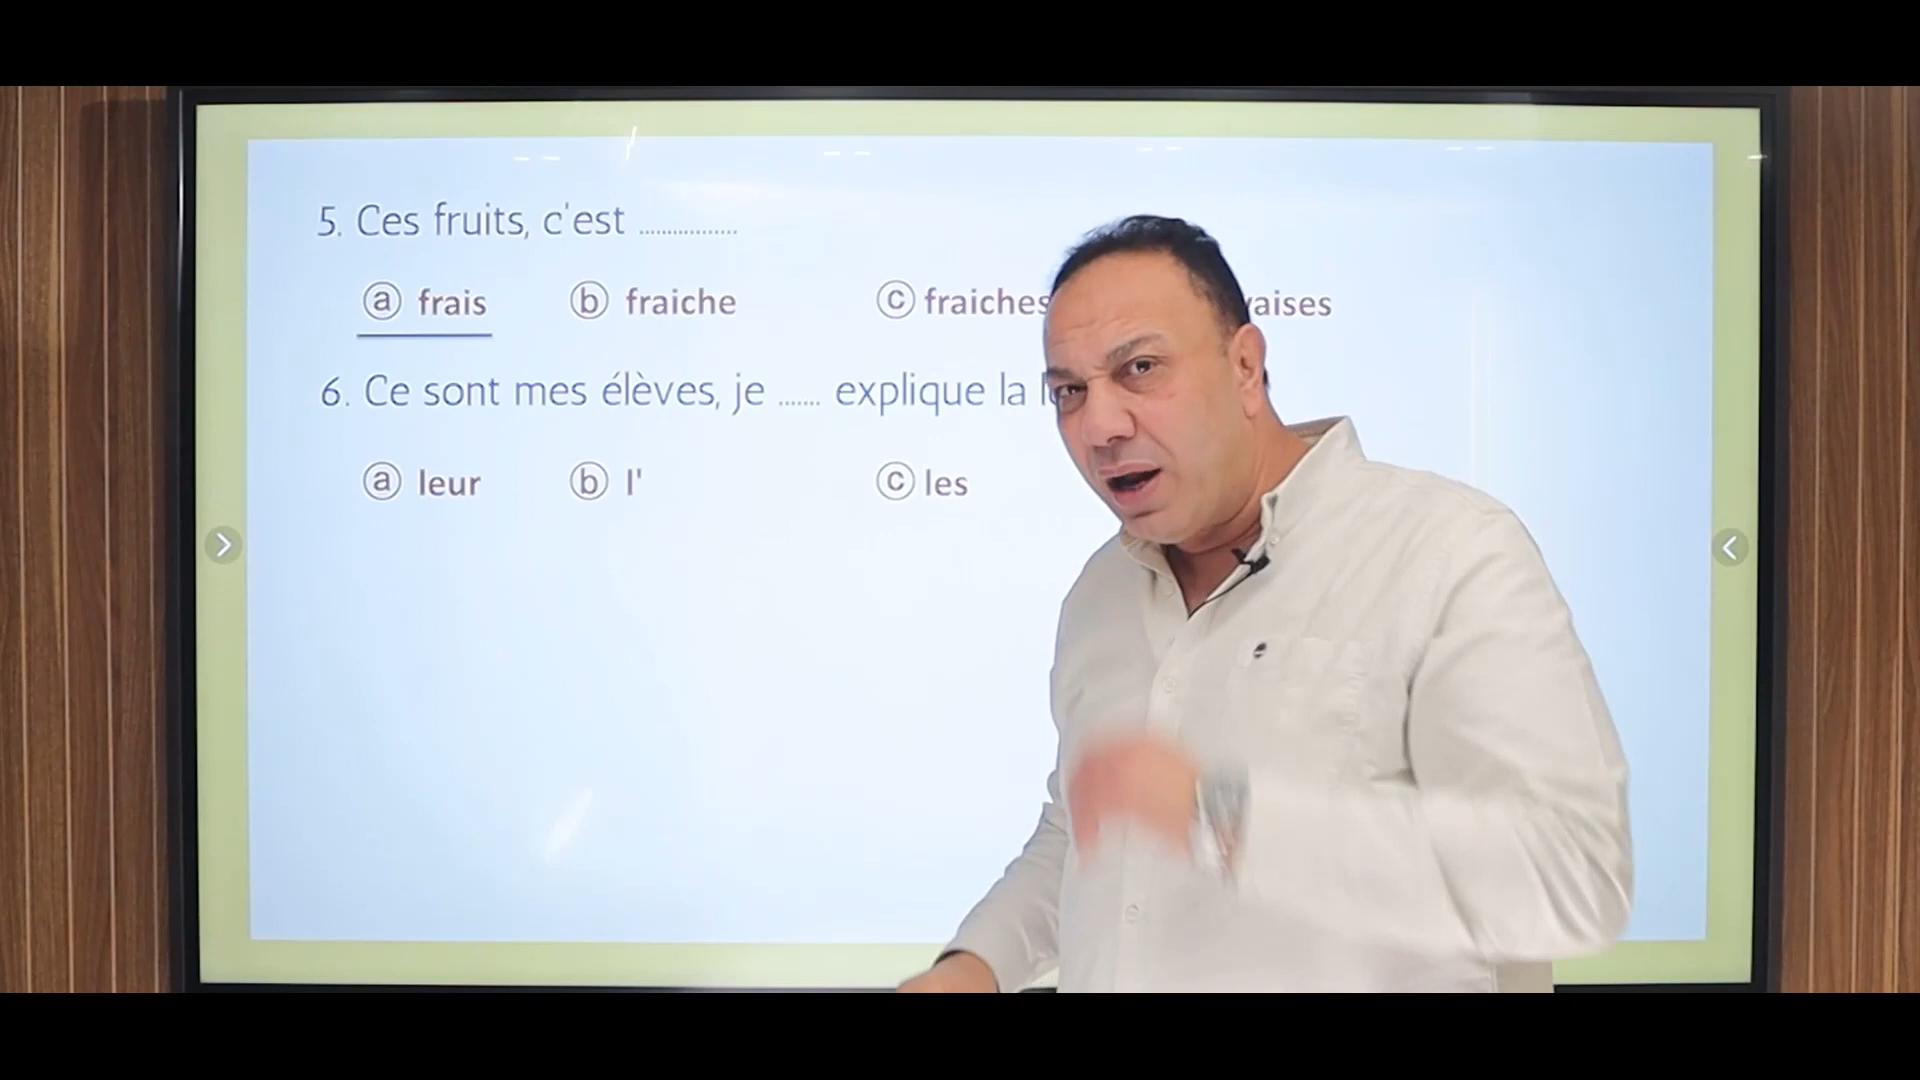 5. Ces fruits, c'est .................
ⓐ frais ⓑ fraiche ⓒ fraiches
6. Ce sont mes élèves, je ....... explique la
ⓐ leur ⓑ l' ⓒ les